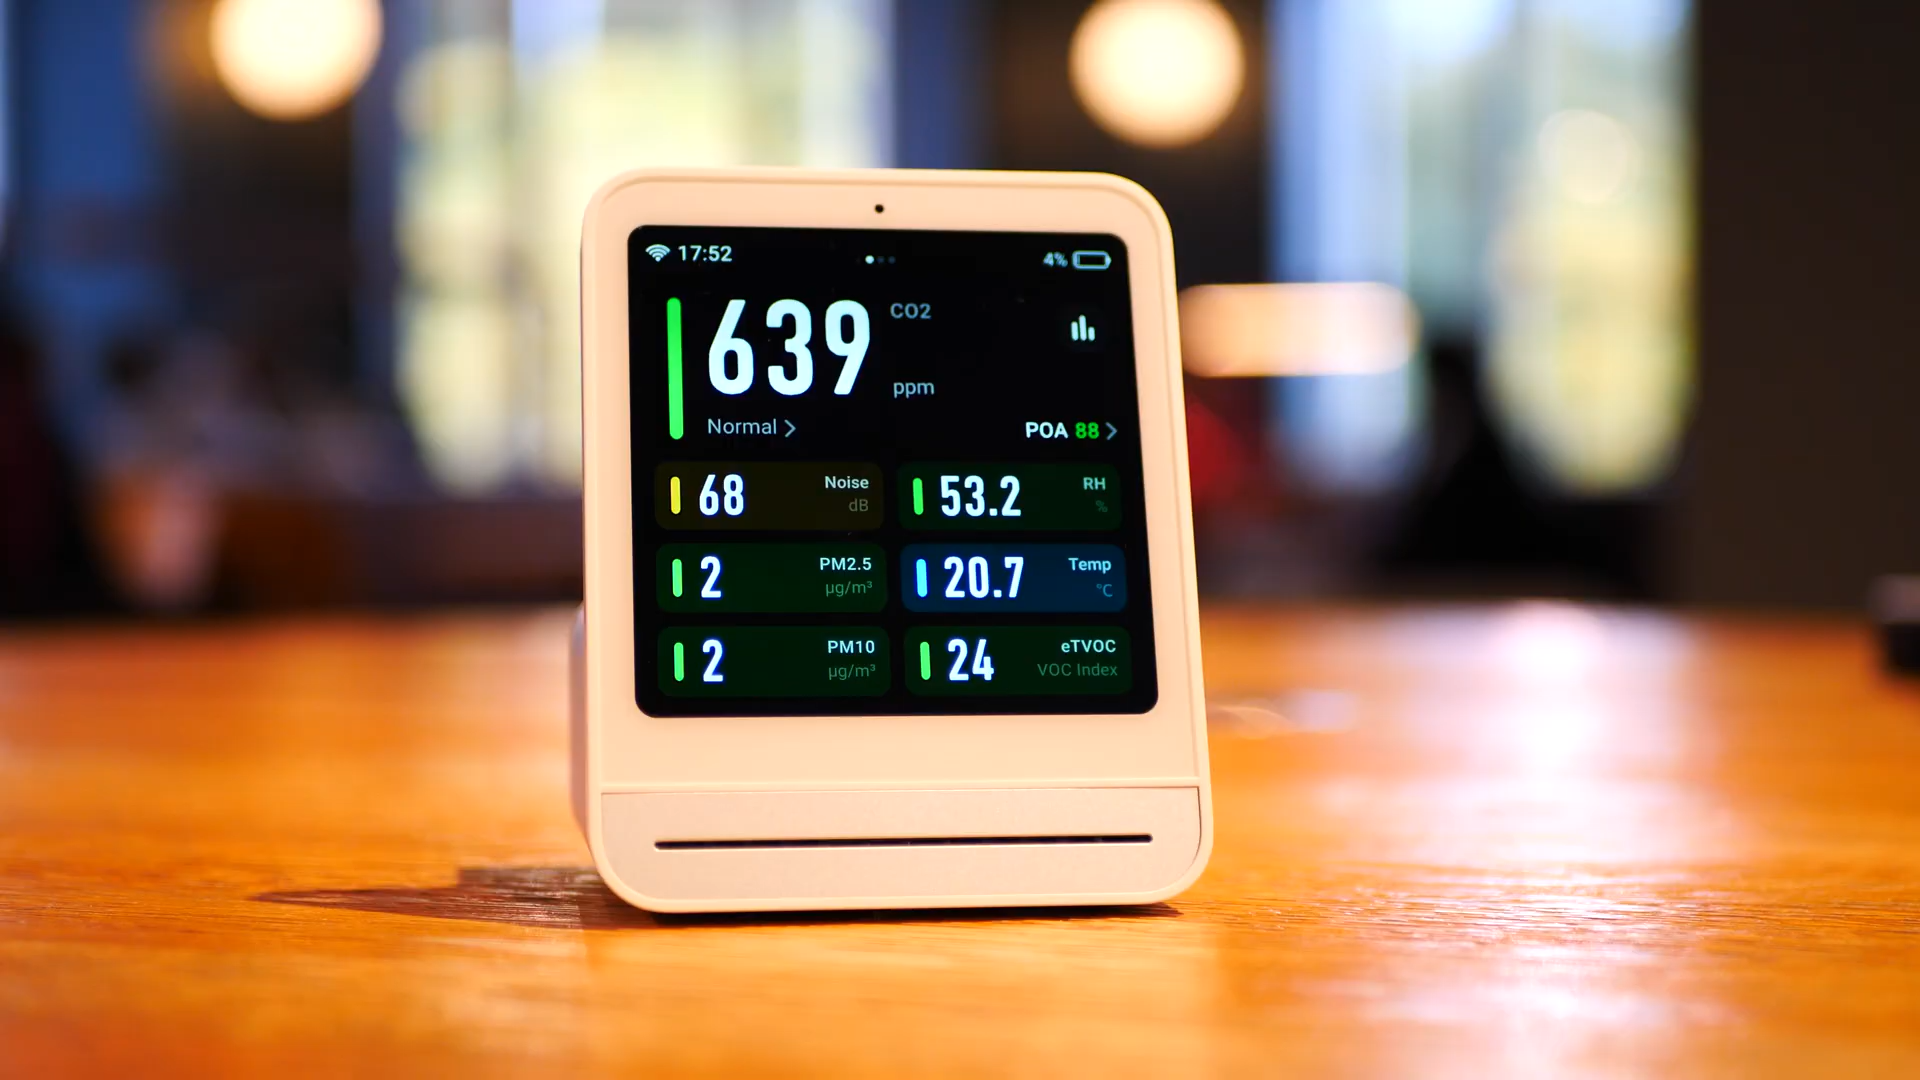 17:52 4%
639 CO2
ppm
Normal >
POA 88 >
68 Noise dB
53.2 RH %
2 PM2.5 µg/m³
20.7 Temp °C
2 PM10 µg/m³
24 eTVOC VOC Index